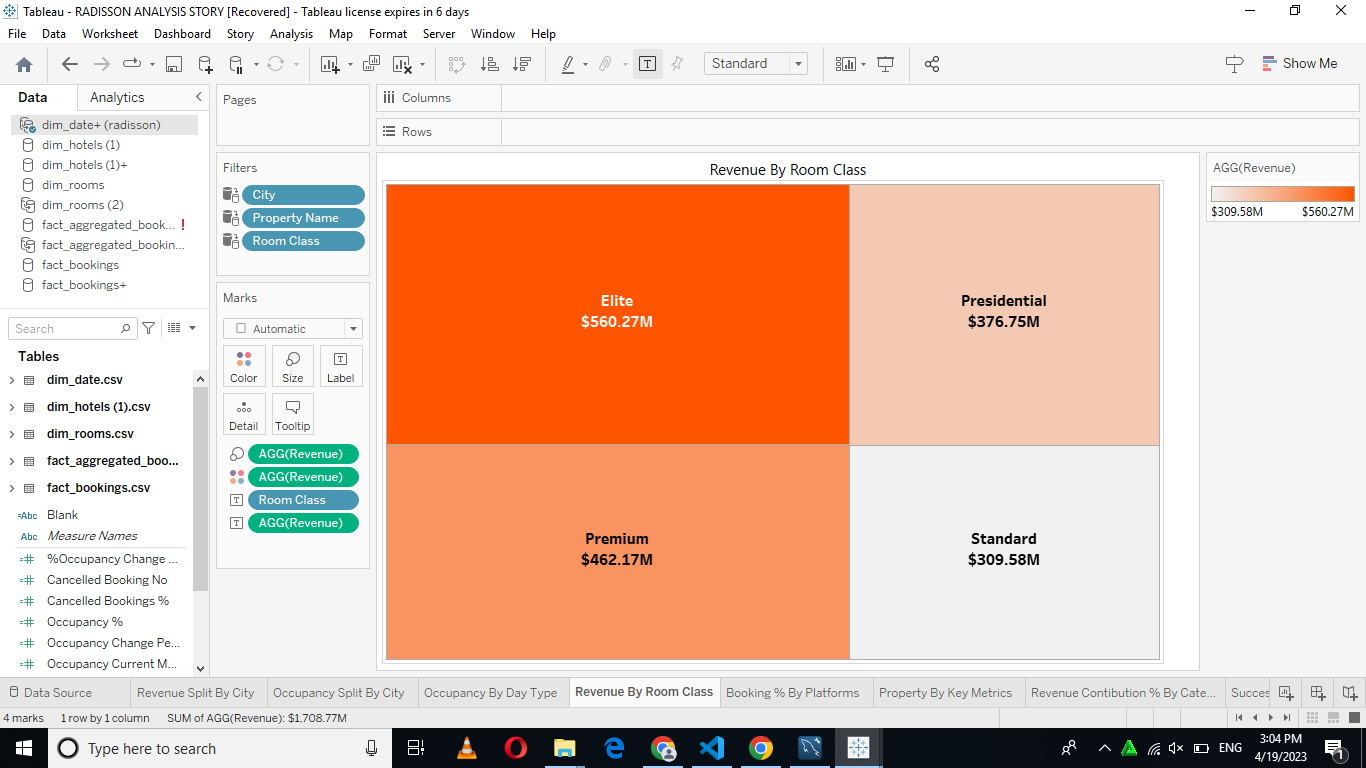 Tableau - RADISSON ANALYSIS STORY [Recovered] - Tableau license expires in 6 days
File Data Worksheet Dashboard Story Analysis Map Format Server Window Help
Standard
Show Me
Data Analytics
dim_date+ (radisson)
dim_hotels (1)
dim_hotels (1)+
dim_rooms
dim_rooms (2)
fact_aggregated_book... !
fact_aggregated_bookin...
fact_bookings
fact_bookings+
Search
Tables
dim_date.csv
dim_hotels (1).csv
dim_rooms.csv
fact_aggregated_boo...
fact_bookings.csv
=Abc Blank
Abc Measure Names
=# %Occupancy Change ...
=# Cancelled Booking No
=# Cancelled Bookings %
=# Occupancy %
=# Occupancy Change Pe...
=# Occupancy Current M...
Pages
Filters
City
Property Name
Room Class
Marks
Automatic
Color Size Label
Detail Tooltip
AGG(Revenue)
AGG(Revenue)
T Room Class
T AGG(Revenue)
Columns
Rows
Revenue By Room Class
Elite
$560.27M
Presidential
$376.75M
Premium
$462.17M
Standard
$309.58M
AGG(Revenue)
$309.58M $560.27M
Data Source Revenue Split By City Occupancy Split By City Occupancy By Day Type Revenue By Room Class Booking % By Platforms Property By Key Metrics Revenue Contibution % By Cate... Succes
4 marks 1 row by 1 column SUM of AGG(Revenue): $1,708.77M
Type here to search
ENG
3:04 PM
4/19/2023
1